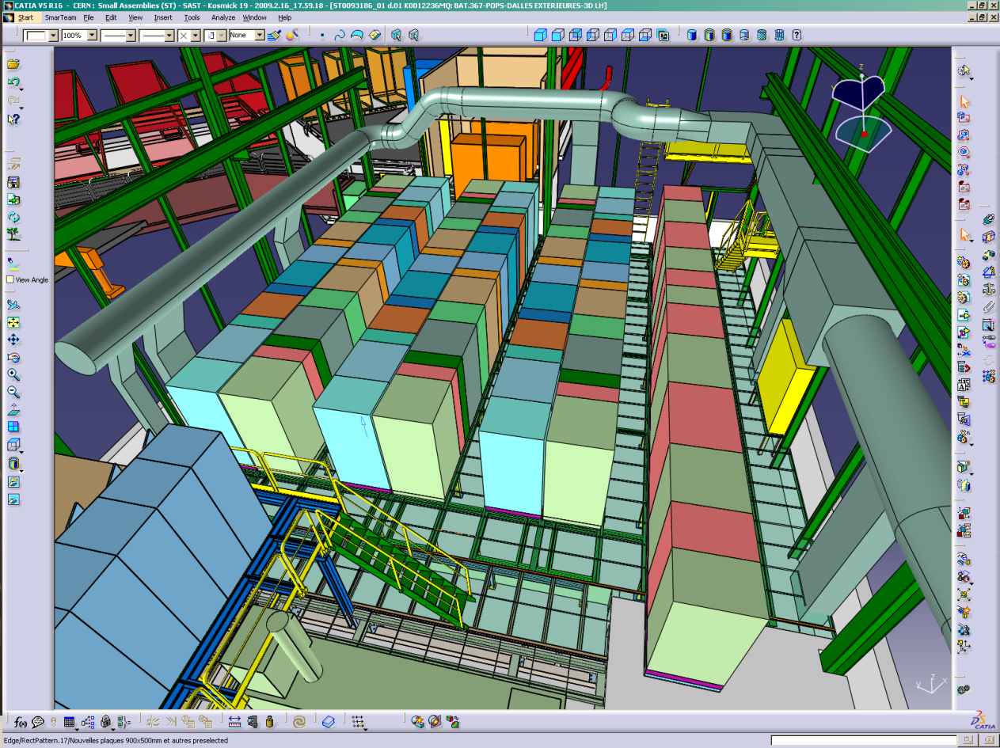 CATIA V5 R16 - CERN : Small Assemblies (ST) - SAST - Kosmick 19 - 2009.2.16_17.59.18 - [ST0093186_01 d.01 K0012236MQ: BAT.367-POPS-DALLES EXTERIEURES-3D LH]
Start SmarTeam File Edit View Insert Tools Analyze Window Help
100% None
View Angle
z
z
y x
f(x)
DS
CATIA
Edge/RectPattern.17/Nouvelles plaques 900x500mm et autres preselected